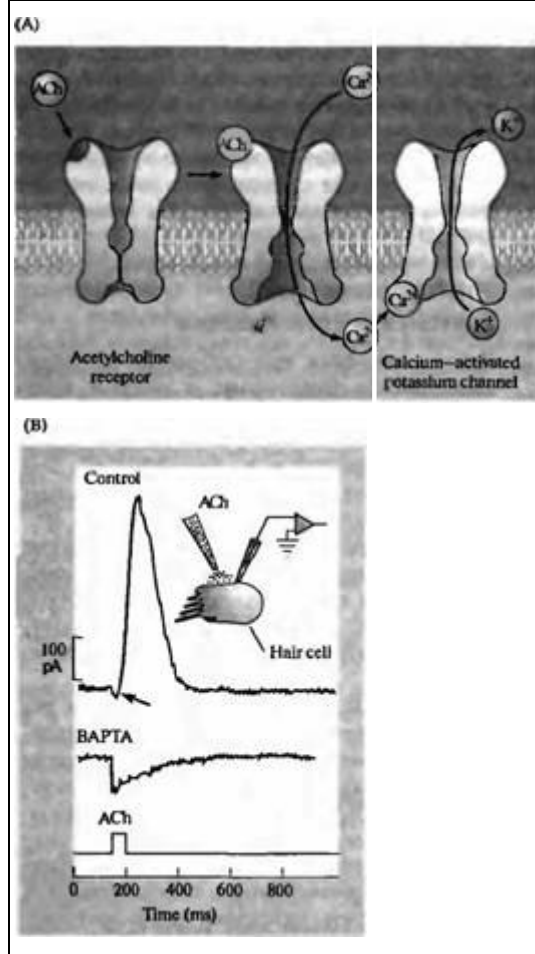 (A)
ACh
ACh
Ca²⁺
K⁺
Ca²⁺
Ca²⁺
K⁺
Acetylcholine
receptor
Calcium—activated
potassium channel
(B)
Control
ACh
100
pA
Hair cell
BAPTA
ACh
0 200 400 600 800
Time (ms)